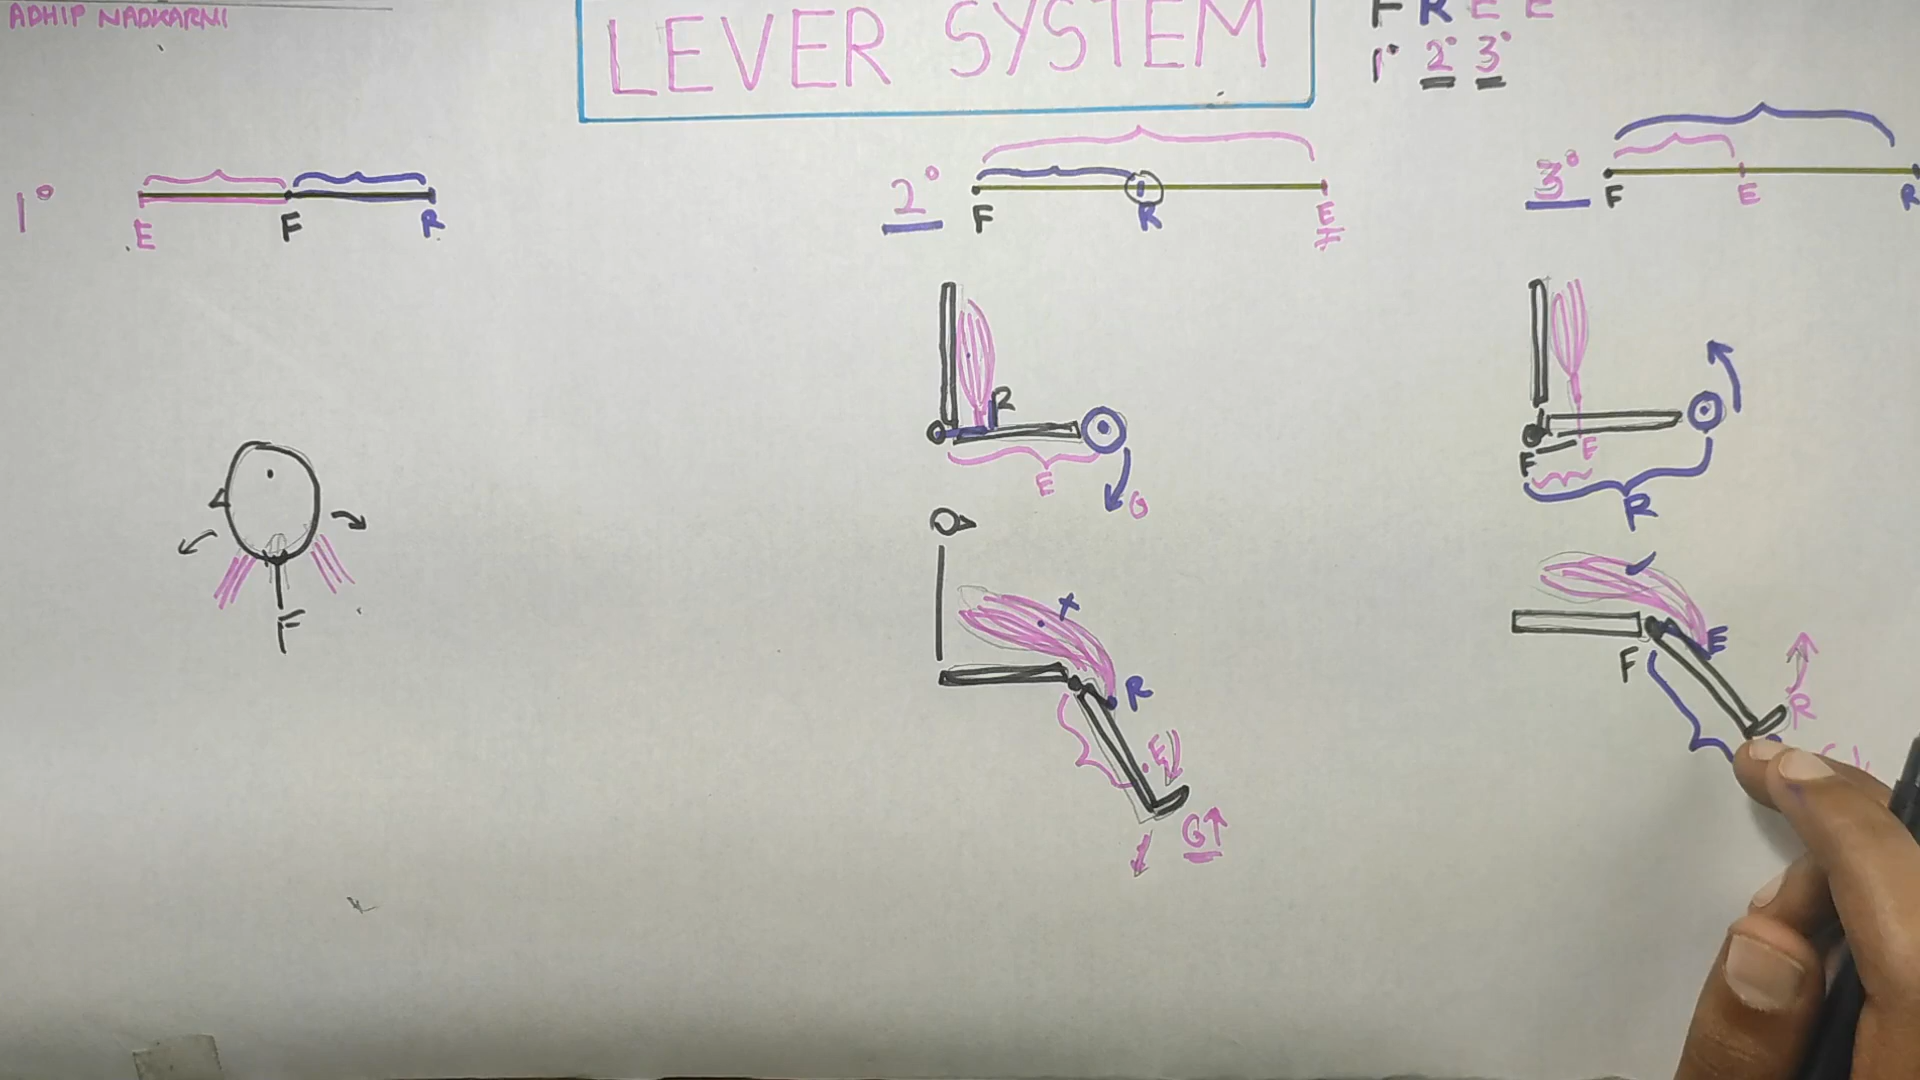 ADHIP NADKARNI
LEVER SYSTEM
F R E E
1° 2° 3°
1°
E F R
2°
F R E
3°
F E R
R
E
G
F E
R
F
R
E
G↑
F E
R